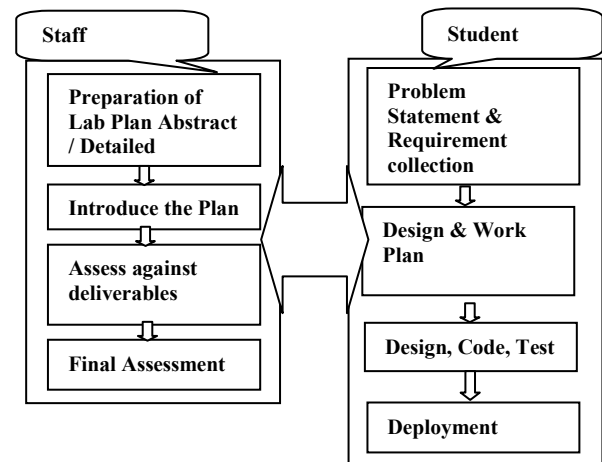 Staff
Preparation of
Lab Plan Abstract
/ Detailed
Introduce the Plan
Assess against
deliverables
Final Assessment
Student
Problem
Statement &
Requirement
collection
Design & Work
Plan
Design, Code, Test
Deployment